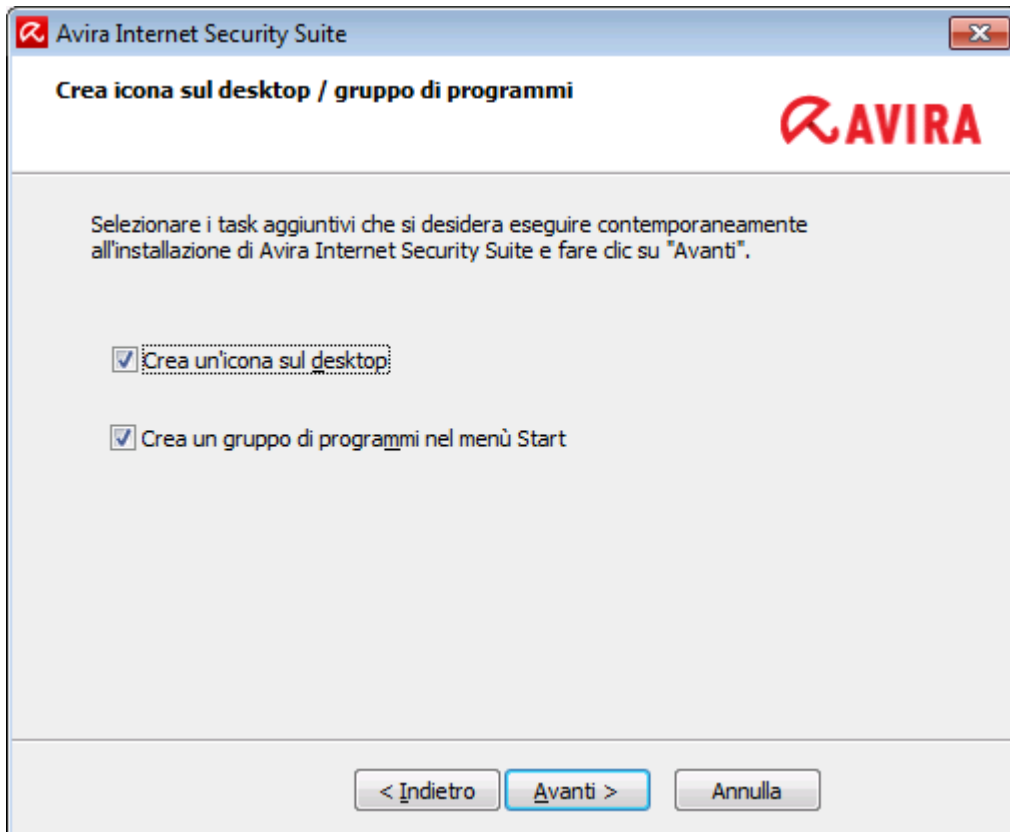 Avira Internet Security Suite
Crea icona sul desktop / gruppo di programmi
AVIRA
Selezionare i task aggiuntivi che si desidera eseguire contemporaneamente
all'installazione di Avira Internet Security Suite e fare clic su "Avanti".
Crea un'icona sul desktop
Crea un gruppo di programmi nel menù Start
< Indietro
Avanti >
Annulla